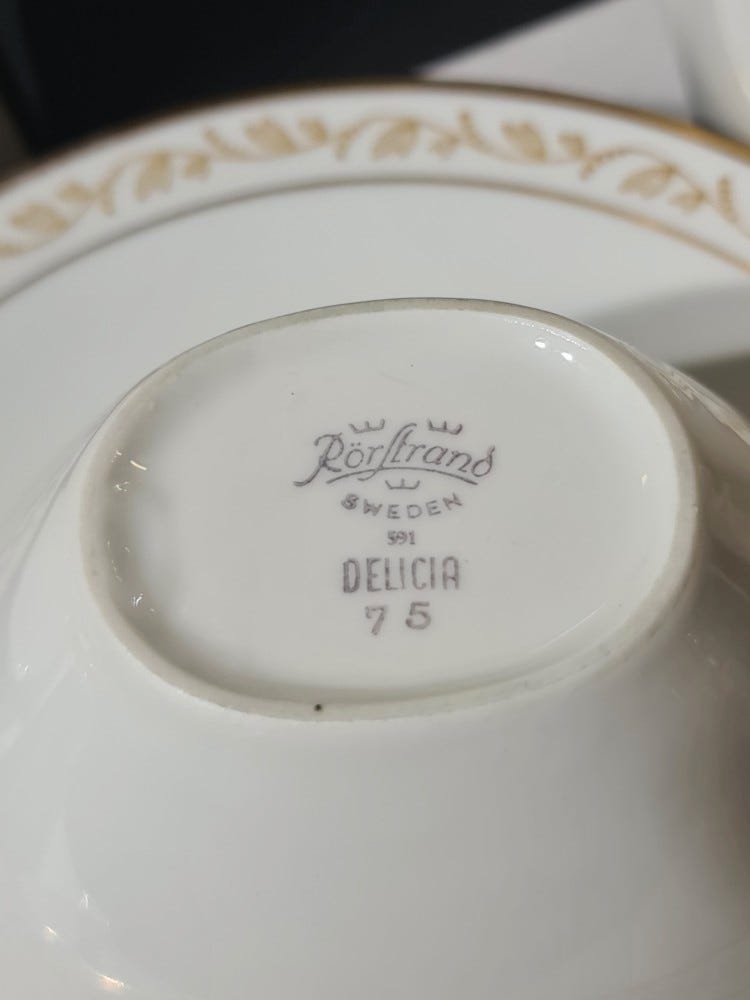 Rörstrand
SWEDEN
591
DELICIA
75